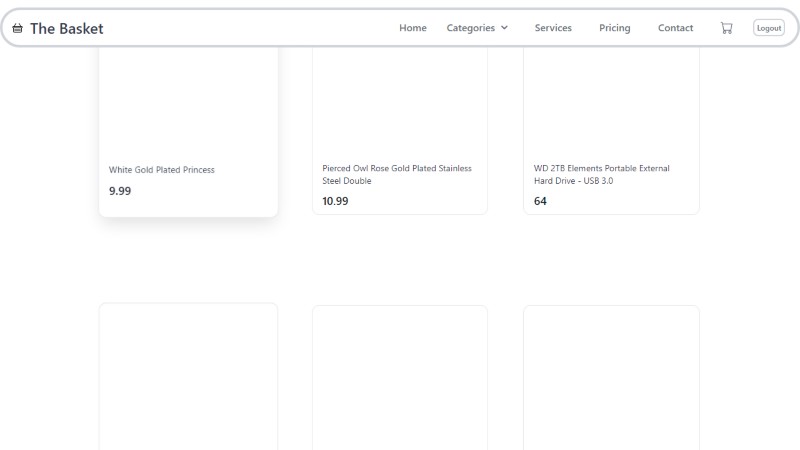 The Basket
Home
Categories
Services
Pricing
Contact
Logout
White Gold Plated Princess
9.99
Pierced Owl Rose Gold Plated Stainless
Steel Double
10.99
WD 2TB Elements Portable External
Hard Drive - USB 3.0
64